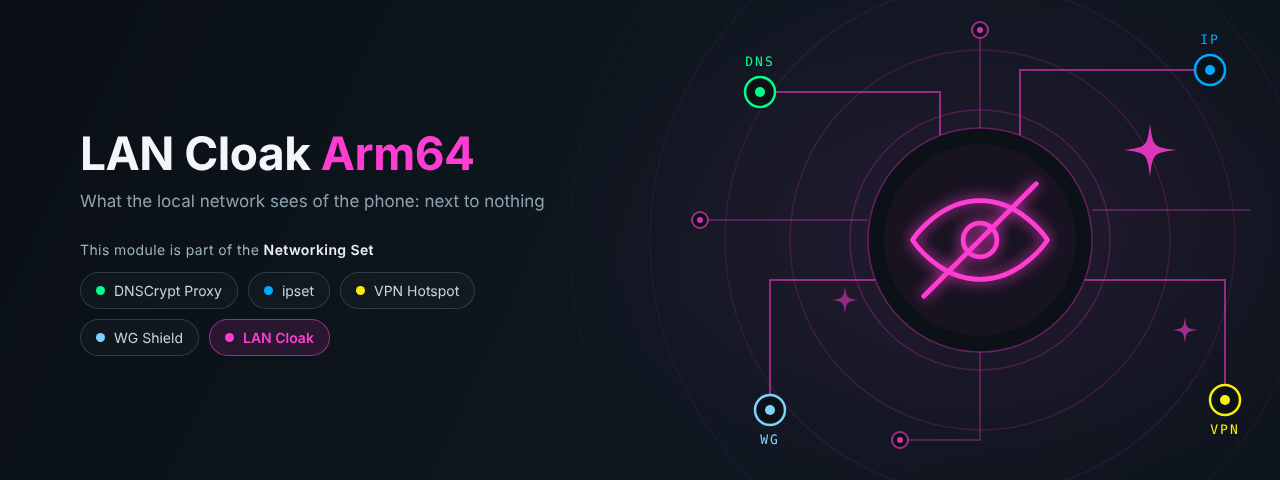 LAN Cloak Arm64
What the local network sees of the phone: next to nothing
This module is part of the Networking Set
DNSCrypt Proxy
ipset
VPN Hotspot
WG Shield
LAN Cloak
DNS
IP
WG
VPN